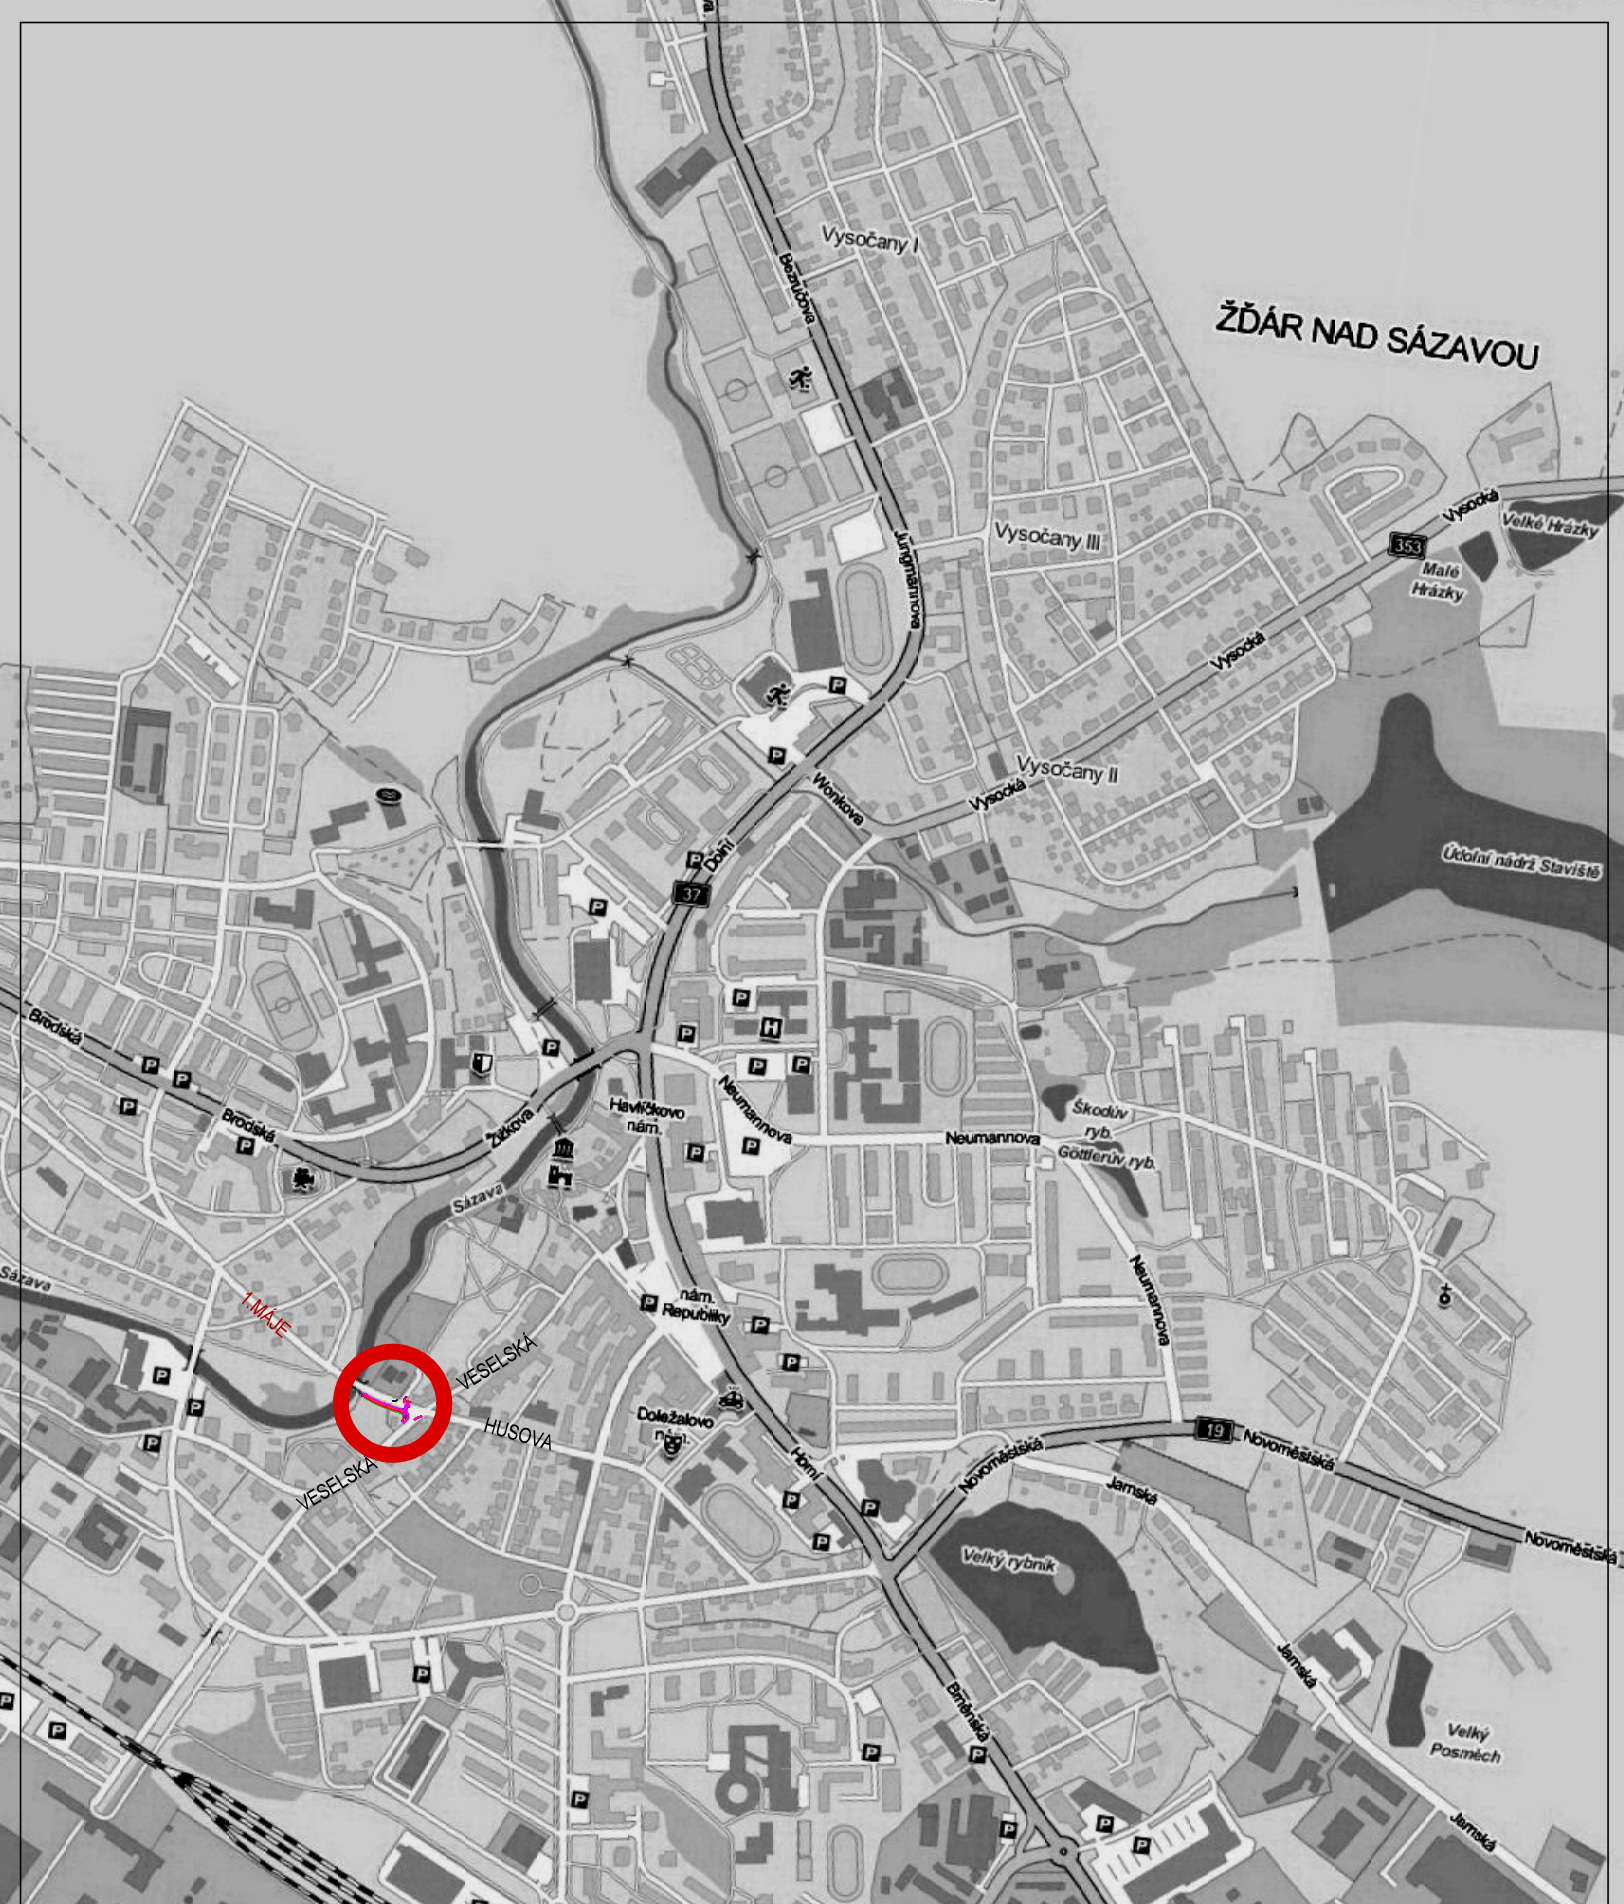 Vysočany I
Bezručova
ŽĎÁR NAD SÁZAVOU
Vysocká
Velké Hrázky
353
Malé
Hrázky
Vysočany III
Jungmannova
Vysocká
P
P
Vysočany II
Vysocká
Wonkova
Dolní
P
37
Údolní nádrž Staviště
P
P
H
P
P
P
P
Brodská
P
P
P
Brodská
P
Žižkova
Havlíčkovo
nám.
Neumannova
P
P
Neumannova
Škodův
ryb.
Göttlerův ryb.
Sázava
Sázava
Neumannova
1.MÁJE
nám.
Republiky
P
P
P
P
P
P
VESELSKÁ
HUSOVA
VESELSKÁ
Doležalovo
nám.
Horní
19
Novoměstská
Novoměstská
Novoměstská
Jamská
P
P
P
Velký rybník
Jamská
Brněnská
P
P
P
P
P
P
Velký
Posměch
P
P
P
Jamská